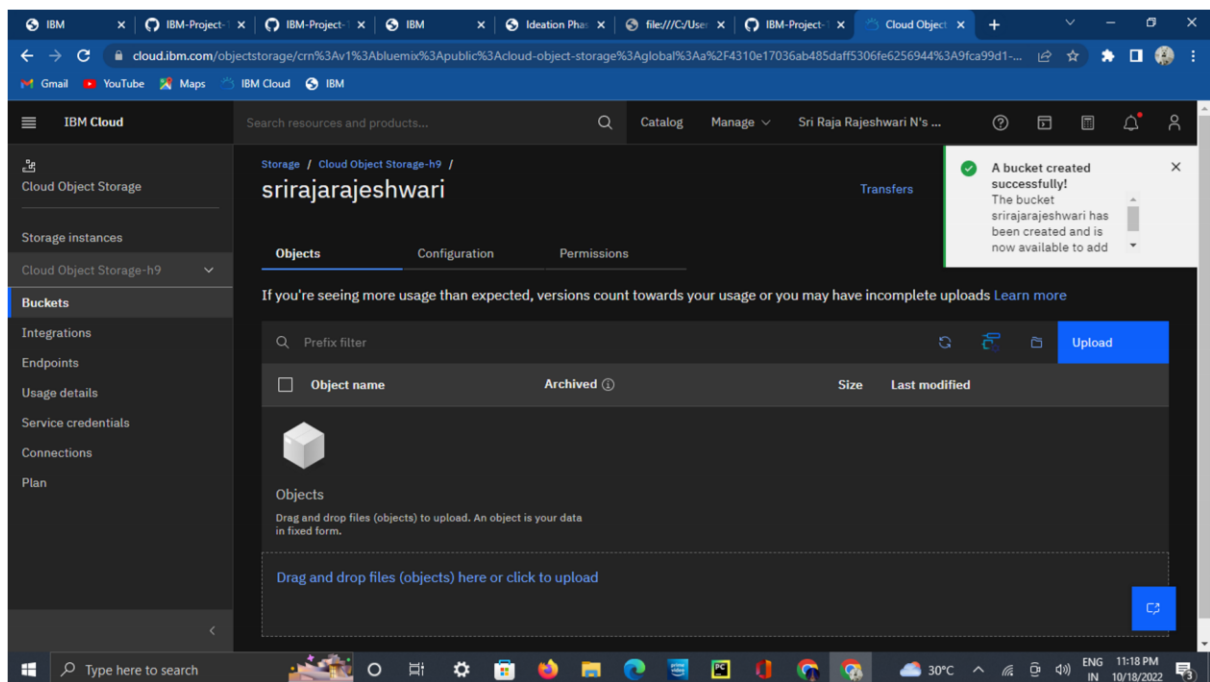 IBM
IBM-Project-1
IBM-Project-1
IBM
Ideation Pha
file:///C:/User
IBM-Project-1
Cloud Object
cloud.ibm.com/objectstorage/crn%3Av1%3Abluemix%3Apublic%3Acloud-object-storage%3Aglobal%3Aa%2F4310e17036ab485daff5306fe6256944%3A9fca99d1-...
Gmail YouTube Maps IBM Cloud IBM
IBM Cloud
Search resources and products...
Catalog Manage Sri Raja Rajeshwari N's ...
Cloud Object Storage
Storage instances
Cloud Object Storage-h9
Buckets
Integrations
Endpoints
Usage details
Service credentials
Connections
Plan
Storage / Cloud Object Storage-h9 /
srirajarajeshwari
Transfers
A bucket created
successfully!
The bucket
srirajarajeshwari has
been created and is
now available to add
Objects Configuration Permissions
If you're seeing more usage than expected, versions count towards your usage or you may have incomplete uploads Learn more
Prefix filter
Upload
Object name Archived Size Last modified
Objects
Drag and drop files (objects) to upload. An object is your data
in fixed form.
Drag and drop files (objects) here or click to upload
Type here to search
30°C
ENG
IN
11:18 PM
10/18/2022